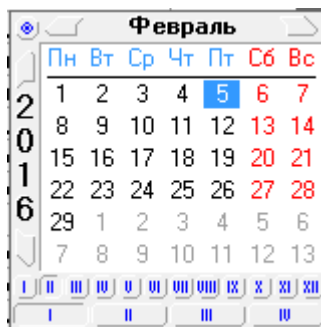 Февраль
2016
Пн Вт Ср Чт Пт Сб Вс
1 2 3 4 5 6 7
8 9 10 11 12 13 14
15 16 17 18 19 20 21
22 23 24 25 26 27 28
29 1 2 3 4 5 6
7 8 9 10 11 12 13
I II III IV V VI VII VIII IX X XI XII
I II III IV